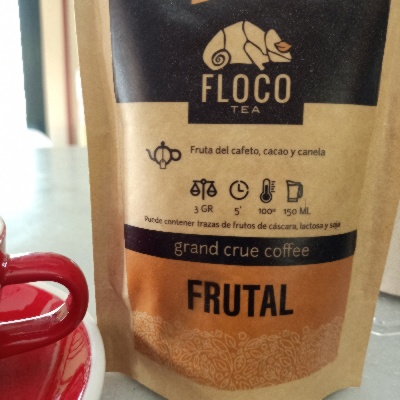 FLOCO
TEA
Fruta del cafeto, cacao y canela
3 GR 5' 100º 150 ML
Puede contener trazas de frutos de cáscara, lactosa y soja
grand crue coffee
FRUTAL